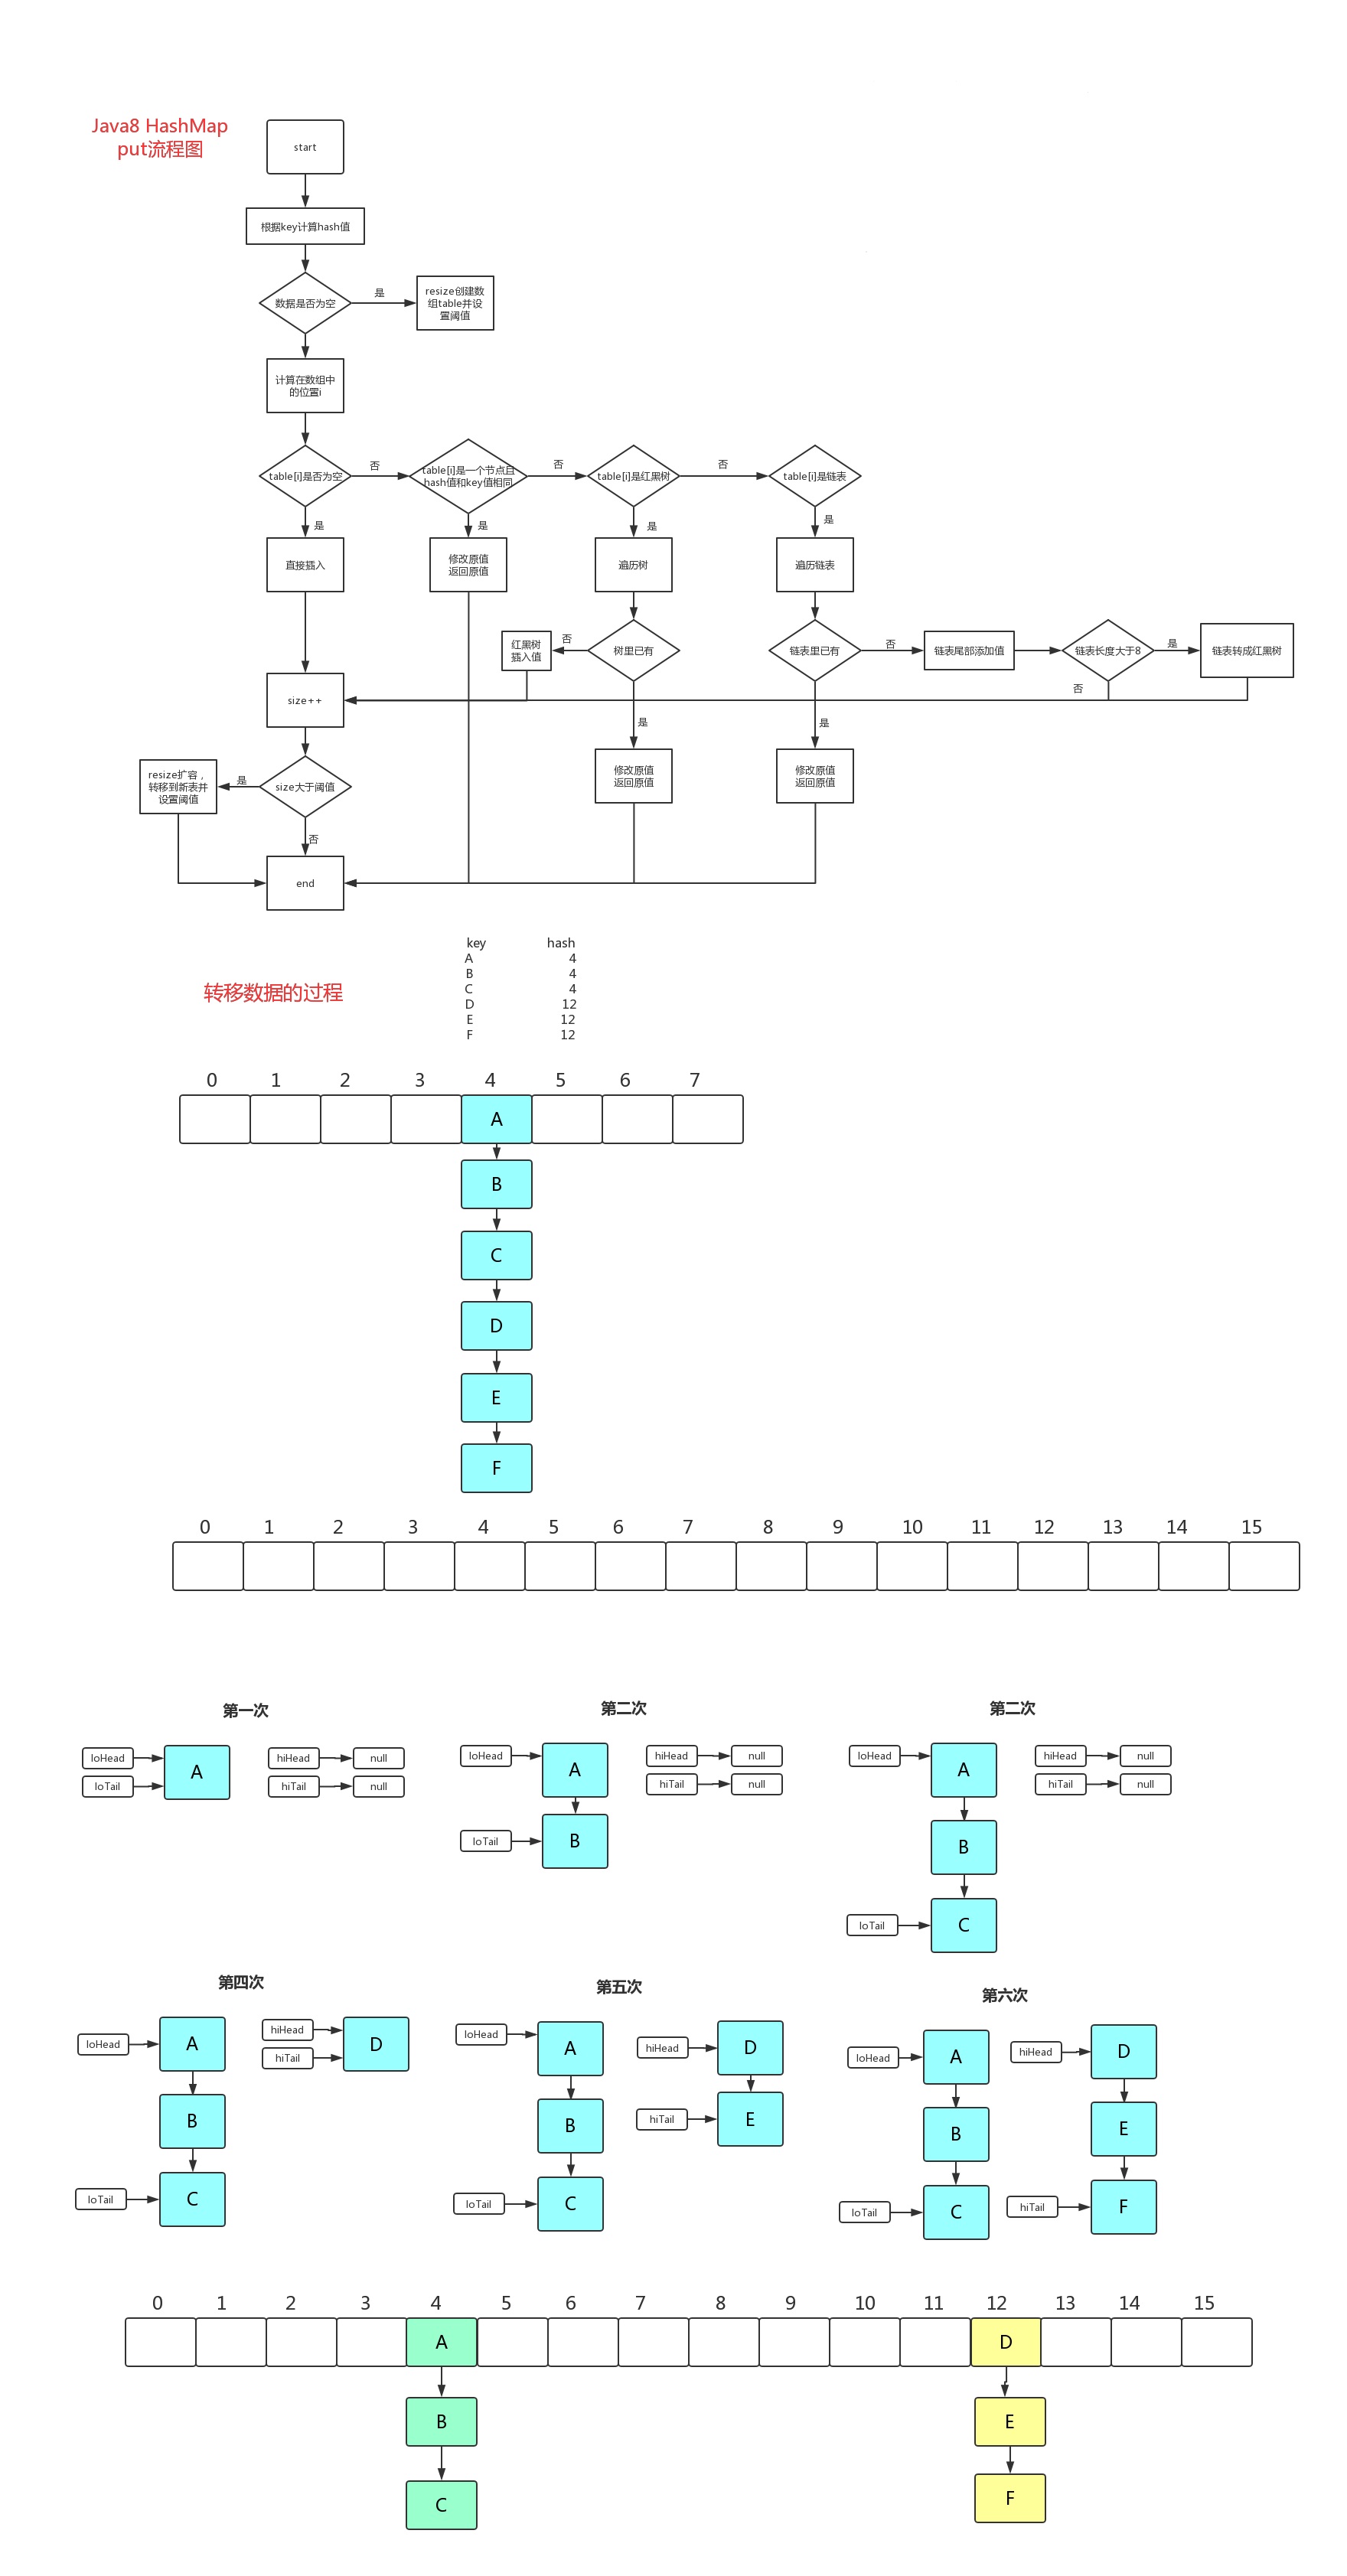 Java8 HashMap
put流程图
start
根据key计算hash值
数据是否为空
是
resize创建数
组table并设
置阈值
计算在数组中
的位置i
table[i]是否为空
否
table[i]是一个节点且
hash值和key值相同
否
table[i]是红黑树
否
table[i]是链表
是
是
是
是
直接插入
修改原值
返回原值
遍历树
遍历链表
红黑树
插入值
否
树里已有
链表里已有
否
链表尾部添加值
链表长度大于8
是
链表转成红黑树
否
size++
是
是
resize扩容，
转移到新表并
设置阈值
是
size大于阈值
修改原值
返回原值
修改原值
返回原值
否
end
key hash
A 4
B 4
C 4
D 12
E 12
F 12
转移数据的过程
0 1 2 3 4 5 6 7
A
B
C
D
E
F
0 1 2 3 4 5 6 7 8 9 10 11 12 13 14 15
第一次
loHead
loTail
A
hiHead
null
hiTail
null
第二次
loHead
A
hiHead
null
hiTail
null
loTail
B
第二次
loHead
A
hiHead
null
hiTail
null
B
loTail
C
第四次
loHead
A
hiHead
hiTail
D
B
loTail
C
第五次
loHead
A
hiHead
D
B
hiTail
E
loTail
C
第六次
loHead
A
hiHead
D
B
E
loTail
C
hiTail
F
0 1 2 3 4 5 6 7 8 9 10 11 12 13 14 15
A D
B E
C F